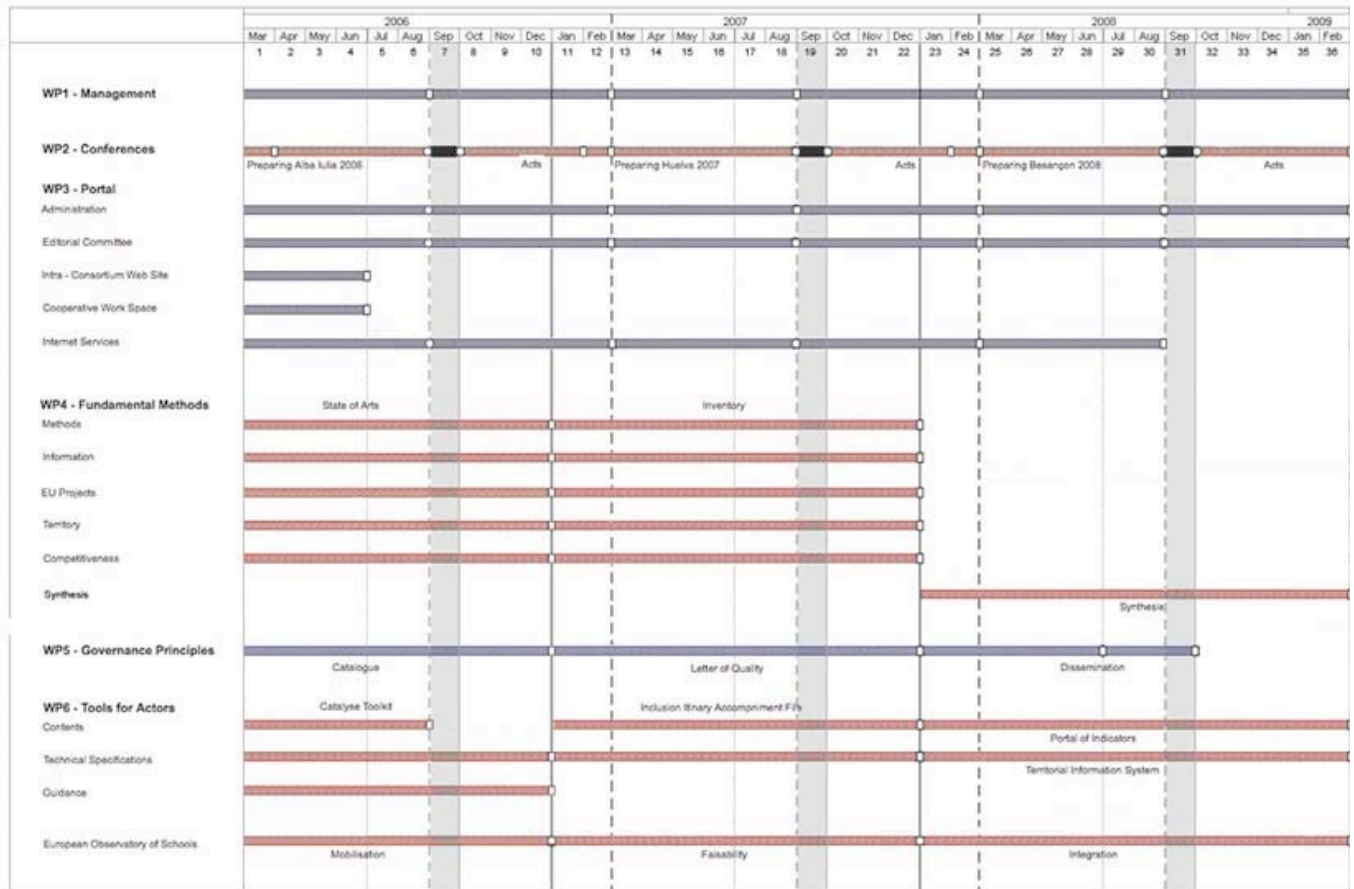 2006 2007 2008 2009
Mar Apr May Jun Jul Aug Sep Oct Nov Dec Jan Feb Mar Apr May Jun Jul Aug Sep Oct Nov Dec Jan Feb Mar Apr May Jun Jul Aug Sep Oct Nov Dec Jan Feb
1 2 3 4 5 6 7 8 9 10 11 12 13 14 15 16 17 18 19 20 21 22 23 24 25 26 27 28 29 30 31 32 33 34 35 36
WP1 - Management
WP2 - Conferences
Preparing Alba Iulia 2006 Acts Preparing Huelva 2007 Acts Preparing Besançon 2008 Acts
WP3 - Portal
Administration
Editorial Committee
Intra - Consortium Web Site
Cooperative Work Space
Internet Services
WP4 - Fundamental Methods State of Arts Inventory
Methods
Information
EU Projects
Territory
Competitiveness
Synthesis
Synthesis
WP5 - Governance Principles
Catalogue Letter of Quality Dissemination
WP6 - Tools for Actors Catalyse Toolkit Inclusion Itinary Accompniment
Contents
Portal of Indicators
Technical Specifications
Territorial Information System
Guidance
European Observatory of Schools
Mobilisation Faisability Integration